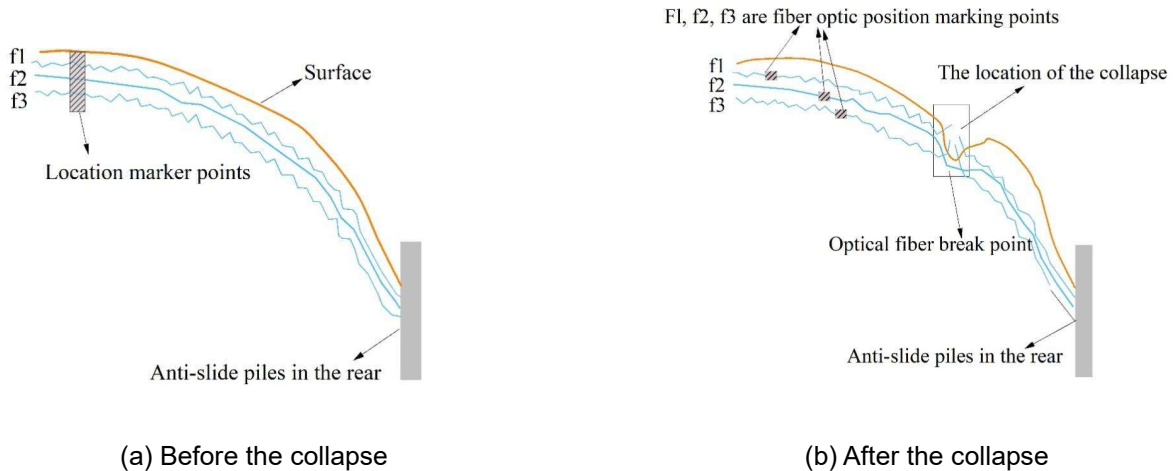 f1
f2
f3
Surface
Location marker points
Anti-slide piles in the rear
(a) Before the collapse
F1, f2, f3 are fiber optic position marking points
f1
f2
f3
The location of the collapse
Optical fiber break point
Anti-slide piles in the rear
(b) After the collapse